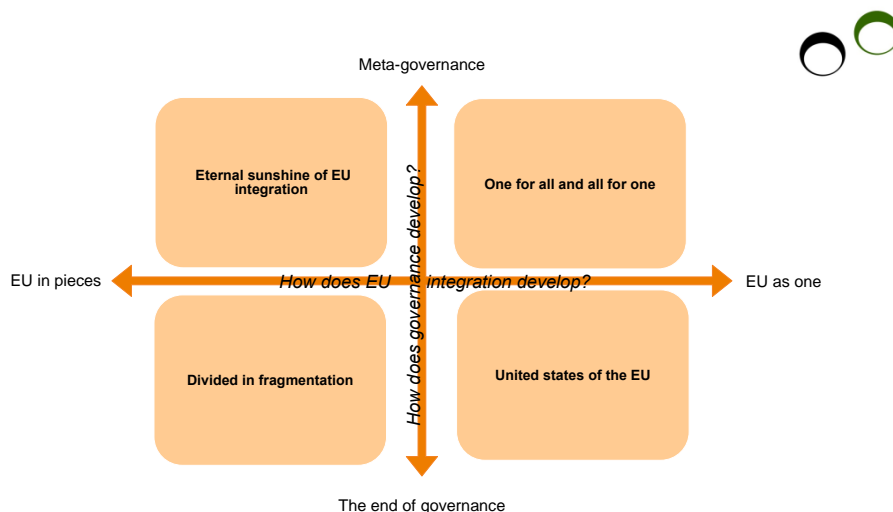 Meta-governance
Eternal sunshine of EU
integration
One for all and all for one
How does governance develop?
EU in pieces
How does EU integration develop?
EU as one
Divided in fragmentation
United states of the EU
The end of governance